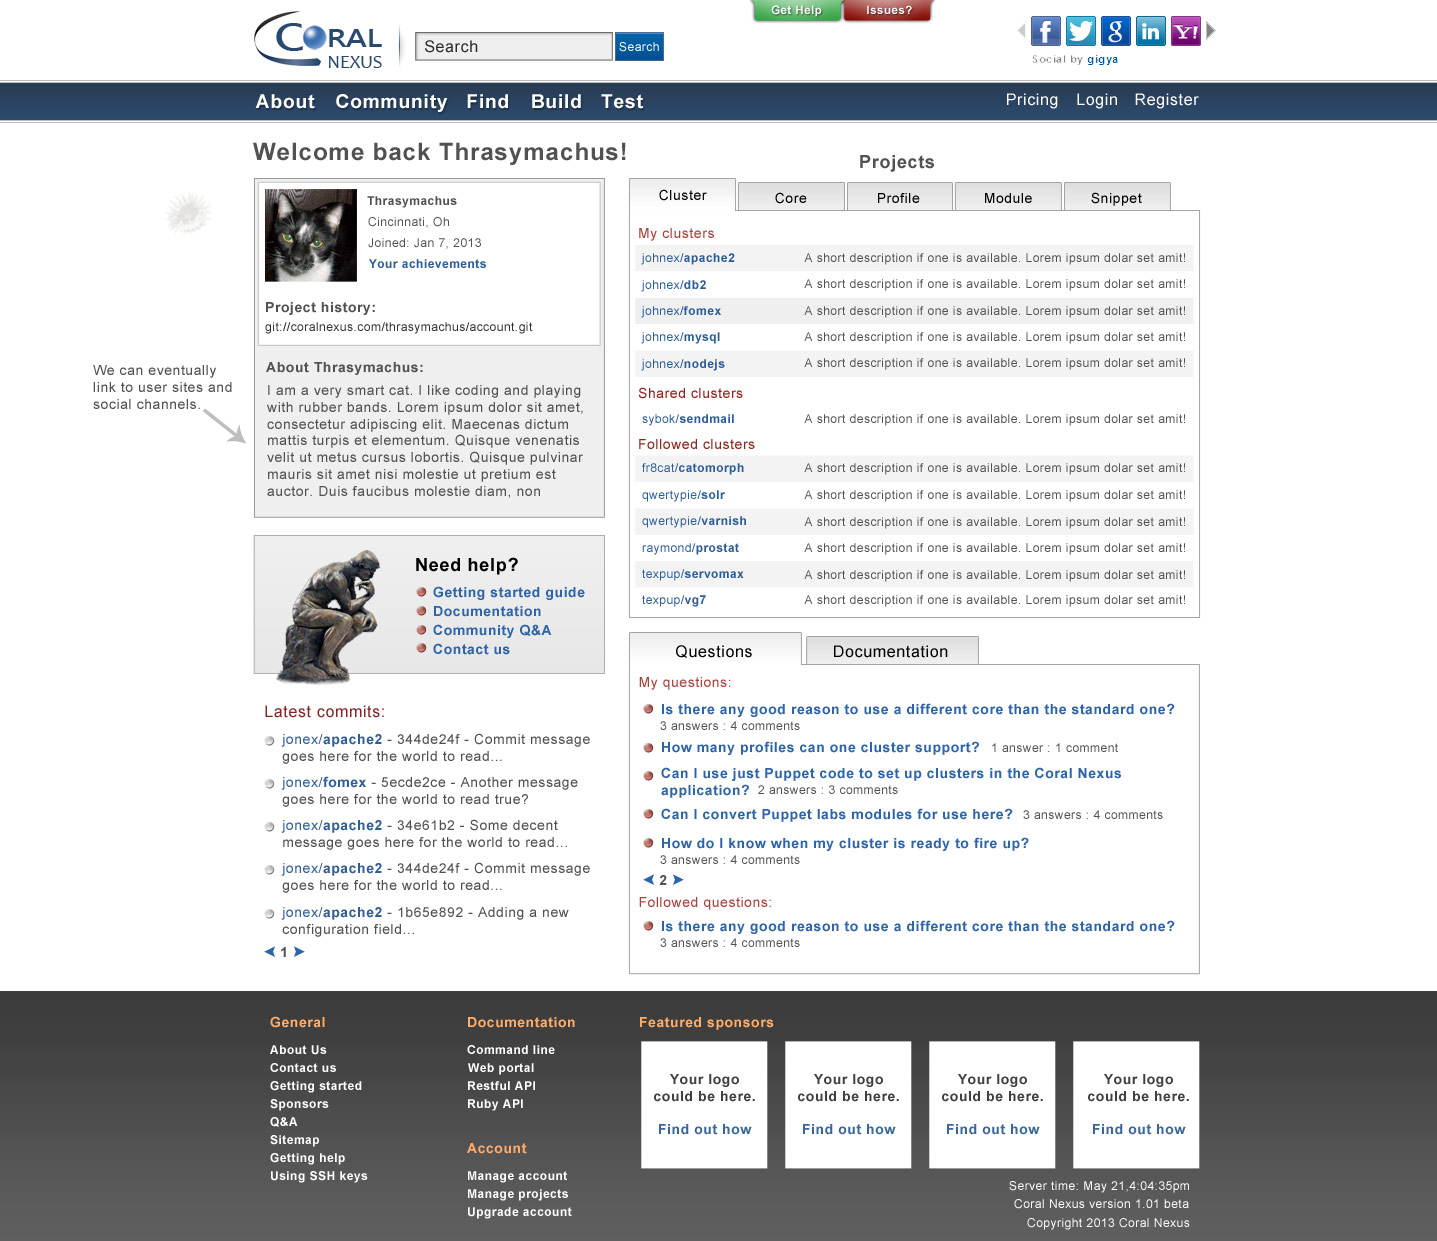 Get Help
Issues?
CORAL
NEXUS
Search
Search
Social by gigya
About
Community
Find
Build
Test
Pricing
Login
Register
Welcome back Thrasymachus!
Thrasymachus
Cincinnati, Oh
Joined: Jan 7, 2013
Your achievements
Project history:
git://coralnexus.com/thrasymachus/account.git
We can eventually
link to user sites and
social channels.
About Thrasymachus:
I am a very smart cat. I like coding and playing
with rubber bands. Lorem ipsum dolor sit amet,
consectetur adipiscing elit. Maecenas dictum
mattis turpis et elementum. Quisque venenatis
velit ut metus cursus lobortis. Quisque pulvinar
mauris sit amet nisi molestie ut pretium est
auctor. Duis faucibus molestie diam, non
Need help?
Getting started guide
Documentation
Community Q&A
Contact us
Latest commits:
jonex/apache2 - 344de24f - Commit message
goes here for the world to read...
jonex/fomex - 5ecde2ce - Another message
goes here for the world to read true?
jonex/apache2 - 34e61b2 - Some decent
message goes here for the world to read...
jonex/apache2 - 344de24f - Commit message
goes here for the world to read...
jonex/apache2 - 1b65e892 - Adding a new
configuration field...
1
Projects
Cluster
Core
Profile
Module
Snippet
My clusters
johnex/apache2 A short description if one is available. Lorem ipsum dolar set amit!
johnex/db2 A short description if one is available. Lorem ipsum dolar set amit!
johnex/fomex A short description if one is available. Lorem ipsum dolar set amit!
johnex/mysql A short description if one is available. Lorem ipsum dolar set amit!
johnex/nodejs A short description if one is available. Lorem ipsum dolar set amit!
Shared clusters
sybok/sendmail A short description if one is available. Lorem ipsum dolar set amit!
Followed clusters
fr8cat/catomorph A short description if one is available. Lorem ipsum dolar set amit!
qwertypie/solr A short description if one is available. Lorem ipsum dolar set amit!
qwertypie/varnish A short description if one is available. Lorem ipsum dolar set amit!
raymond/prostat A short description if one is available. Lorem ipsum dolar set amit!
texpup/servomax A short description if one is available. Lorem ipsum dolar set amit!
texpup/vg7 A short description if one is available. Lorem ipsum dolar set amit!
Questions
Documentation
My questions:
Is there any good reason to use a different core than the standard one?
3 answers : 4 comments
How many profiles can one cluster support? 1 answer : 1 comment
Can I use just Puppet code to set up clusters in the Coral Nexus
application? 2 answers : 3 comments
Can I convert Puppet labs modules for use here? 3 answers : 4 comments
How do I know when my cluster is ready to fire up?
3 answers : 4 comments
2
Followed questions:
Is there any good reason to use a different core than the standard one?
3 answers : 4 comments
General
About Us
Contact us
Getting started
Sponsors
Q&A
Sitemap
Getting help
Using SSH keys
Documentation
Command line
Web portal
Restful API
Ruby API
Account
Manage account
Manage projects
Upgrade account
Featured sponsors
Your logo
could be here.
Find out how
Your logo
could be here.
Find out how
Your logo
could be here.
Find out how
Your logo
could be here.
Find out how
Server time: May 21,4:04:35pm
Coral Nexus version 1.01 beta
Copyright 2013 Coral Nexus